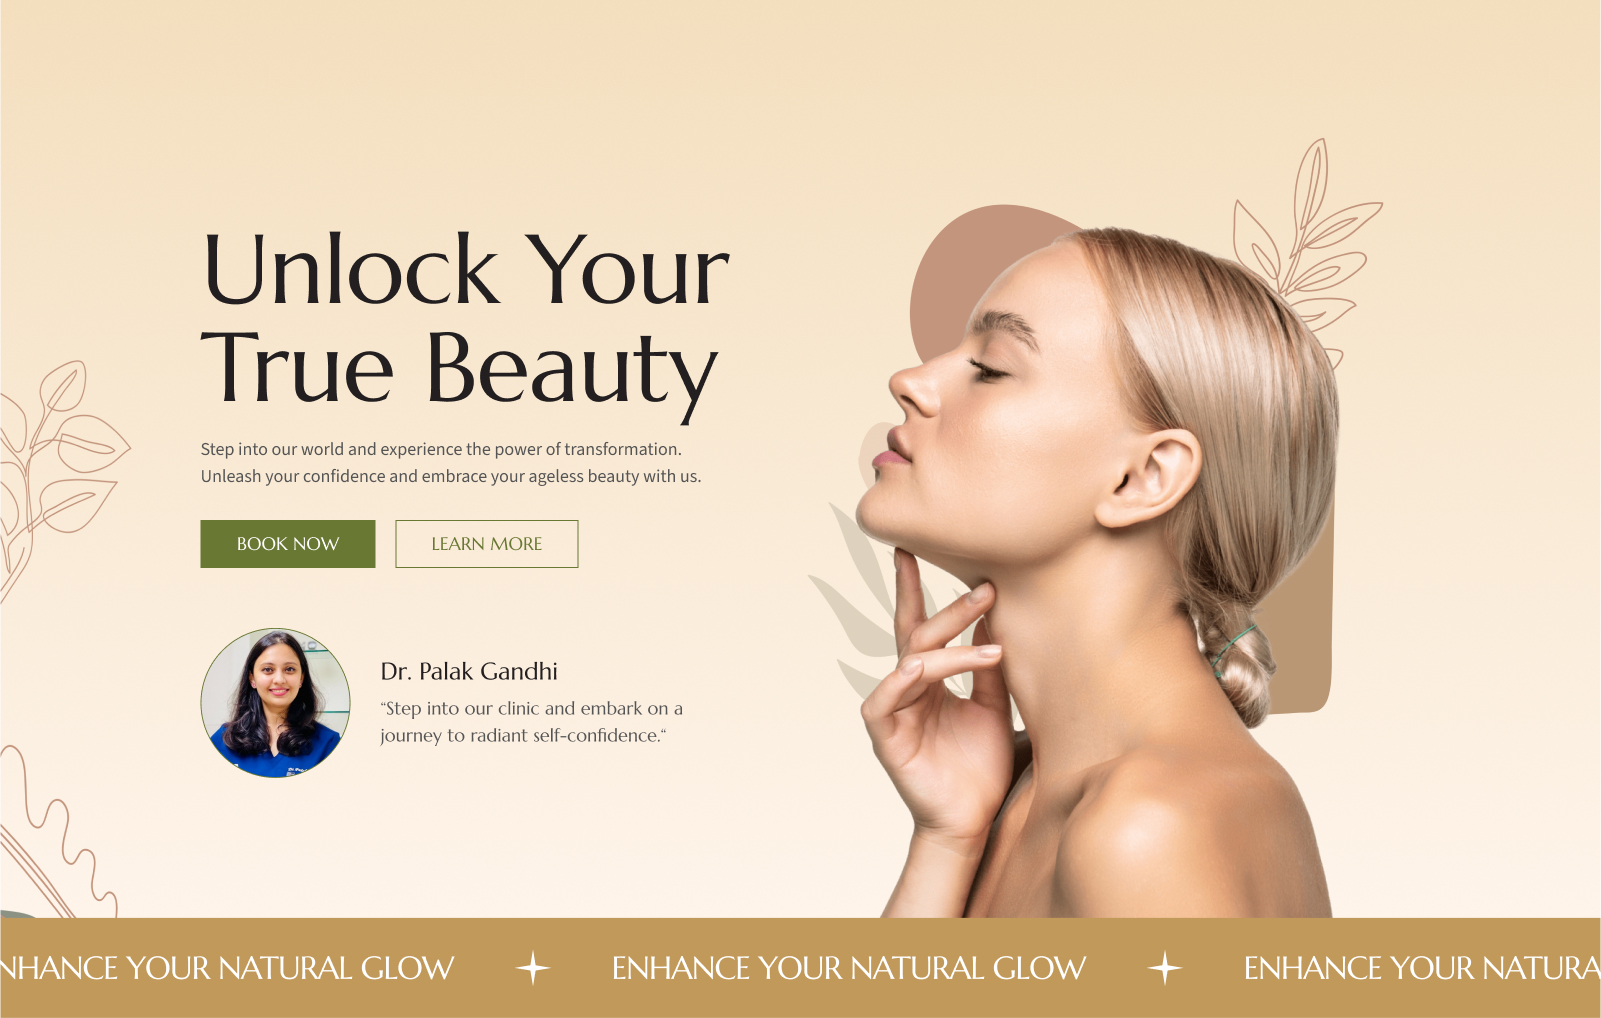 Unlock Your
True Beauty
Step into our world and experience the power of transformation.
Unleash your confidence and embrace your ageless beauty with us.
BOOK NOW
LEARN MORE
Dr. Palak Gandhi
“Step into our clinic and embark on a
journey to radiant self-confidence.“
NHANCE YOUR NATURAL GLOW ENHANCE YOUR NATURAL GLOW ENHANCE YOUR NATURA